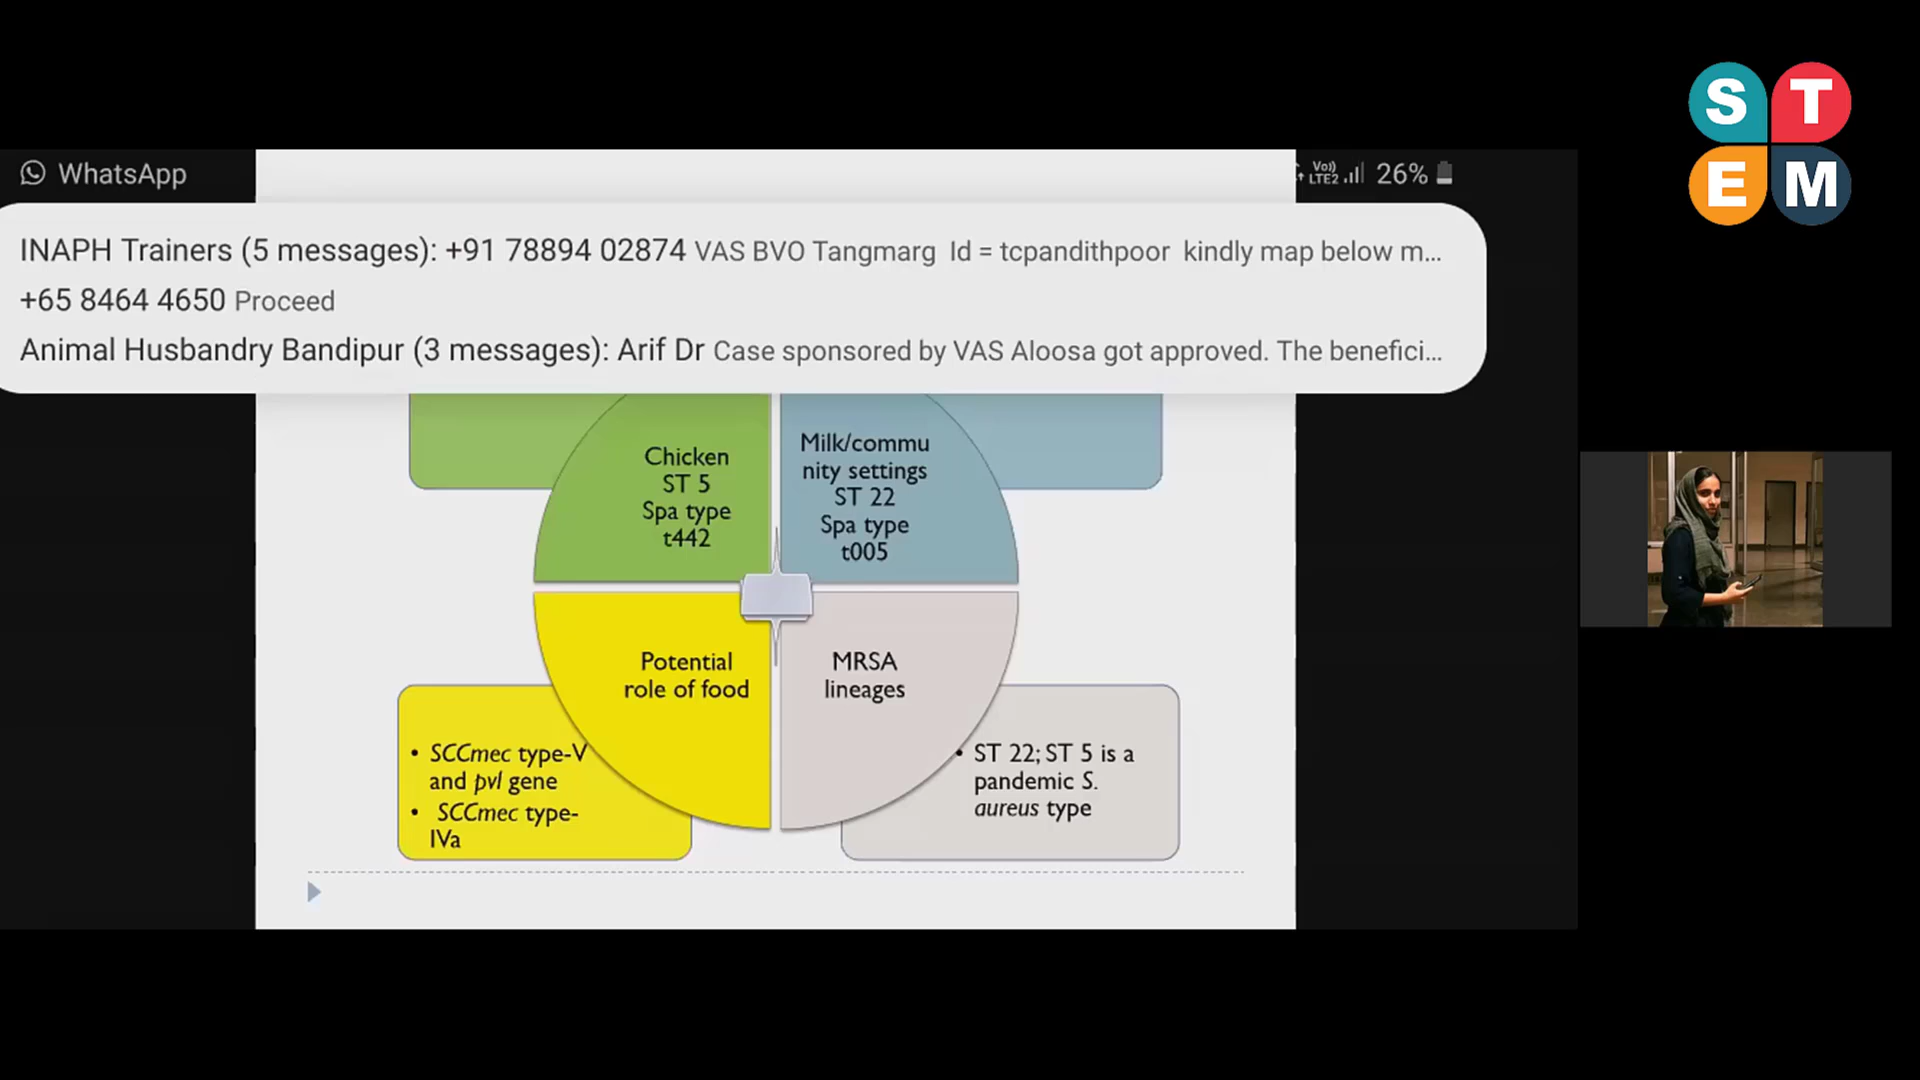 S T
E M
WhatsApp
Vo))
LTE2 26%
INAPH Trainers (5 messages): +91 78894 02874 VAS BVO Tangmarg Id = tcpandithpoor kindly map below m...
+65 8464 4650 Proceed
Animal Husbandry Bandipur (3 messages): Arif Dr Case sponsored by VAS Aloosa got approved. The benefici...
Chicken
ST 5
Spa type
t442
Milk/commu
nity settings
ST 22
Spa type
t005
Potential
role of food
MRSA
lineages
• SCCmec type-V
and pvl gene
• SCCmec type-
IVa
• ST 22; ST 5 is a
pandemic S.
aureus type